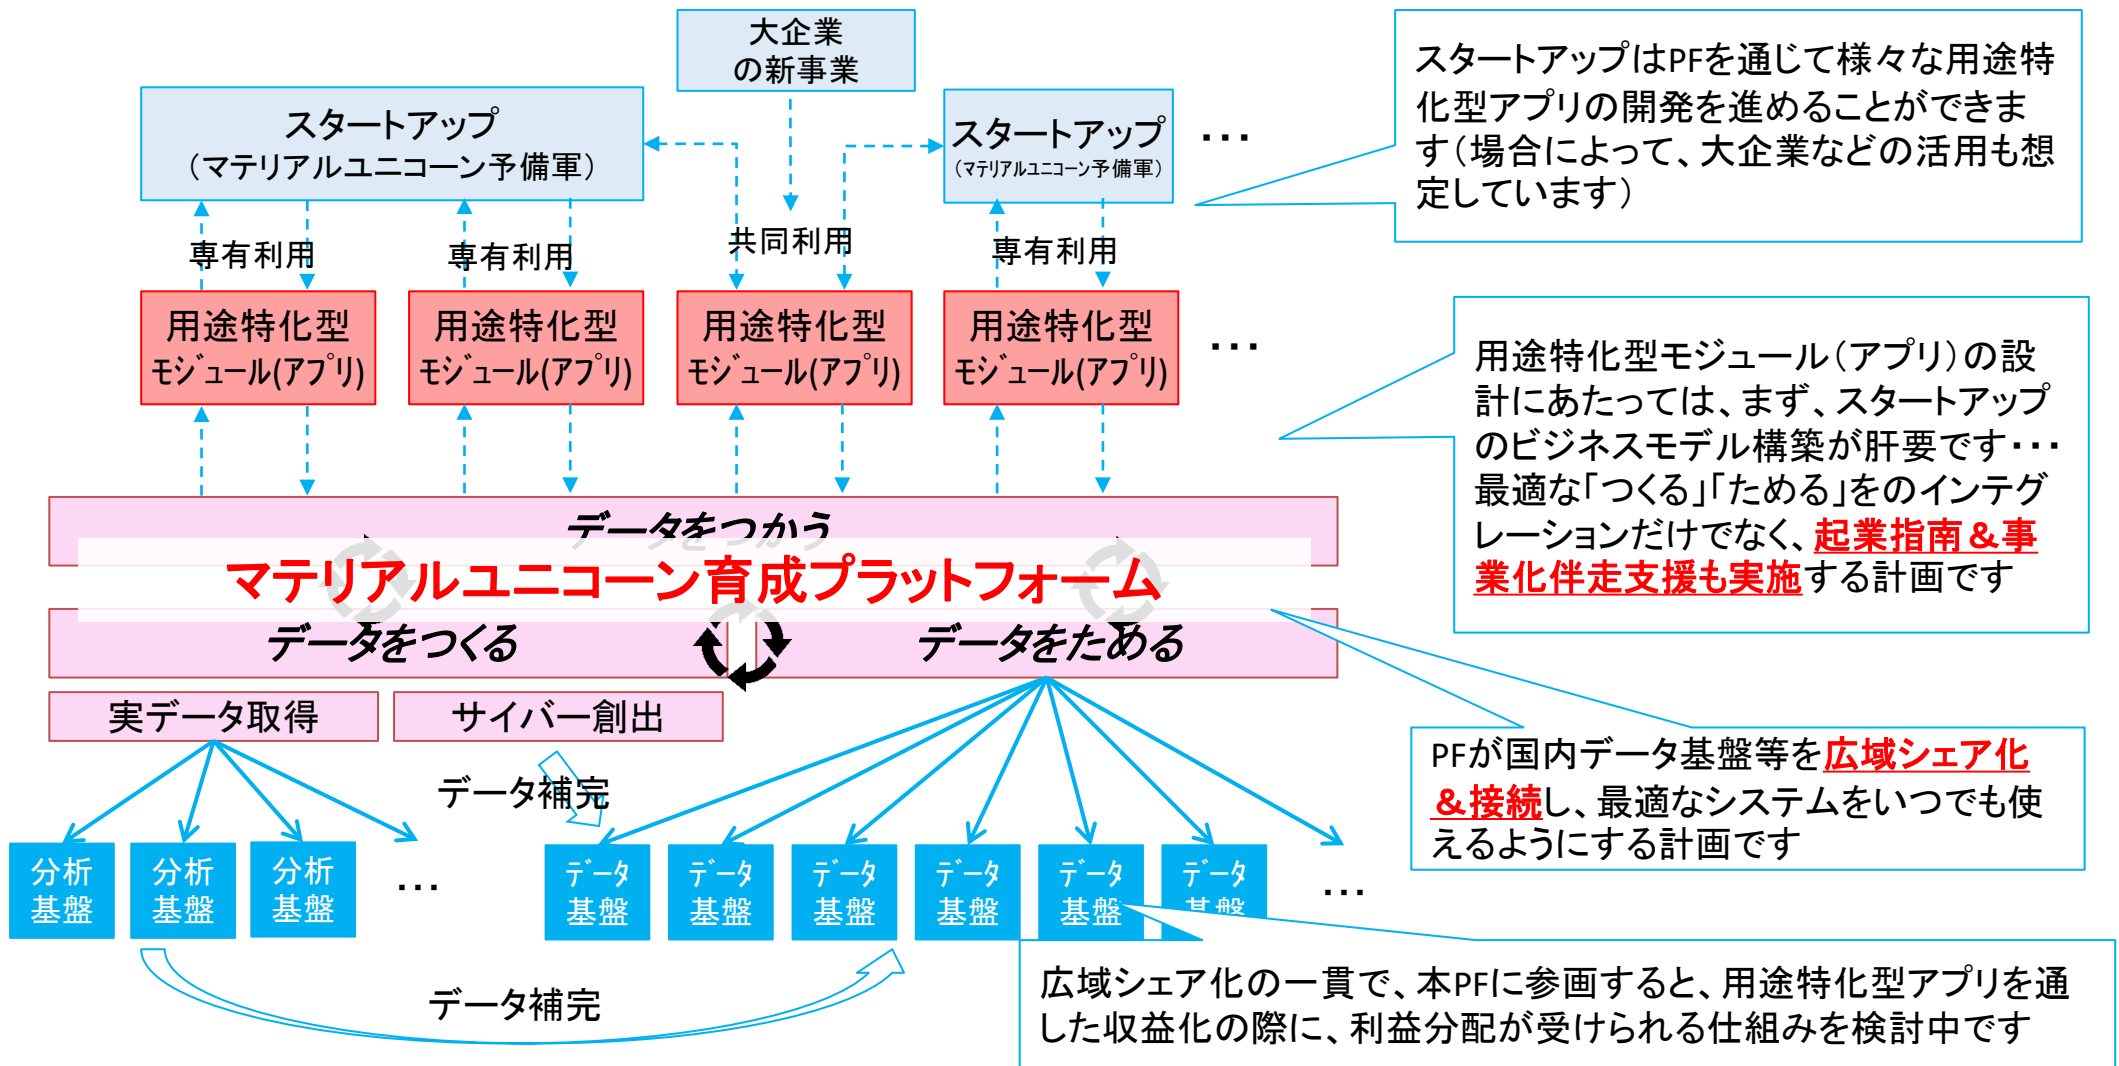 大企業
の新事業
スタートアップ
（マテリアルユニコーン予備軍）
スタートアップ
（マテリアルユニコーン予備軍）
･･･
スタートアップはPFを通じて様々な用途特
化型アプリの開発を進めることができま
す（場合によって、大企業などの活用も想
定しています）
専有利用
専有利用
共同利用
専有利用
用途特化型
モジュール(アプリ)
用途特化型
モジュール(アプリ)
用途特化型
モジュール(アプリ)
用途特化型
モジュール(アプリ)
･･･
用途特化型モジュール（アプリ）の設
計にあたっては、まず、スタートアップ
のビジネスモデル構築が肝要です･･･
最適な「つくる」「ためる」をのインテグ
レーションだけでなく、起業指南＆事
業化伴走支援も実施する計画です
データをつかう
マテリアルユニコーン育成プラットフォーム
データをつくる
データをためる
実データ取得
サイバー創出
データ補完
PFが国内データ基盤等を広域シェア化
＆接続し、最適なシステムをいつでも使
えるようにする計画です
分析
基盤
分析
基盤
分析
基盤
…
データ
基盤
データ
基盤
データ
基盤
データ
基盤
データ
基盤
データ
基盤
…
データ補完
広域シェア化の一貫で、本PFに参画すると、用途特化型アプリを通
した収益化の際に、利益分配が受けられる仕組みを検討中です